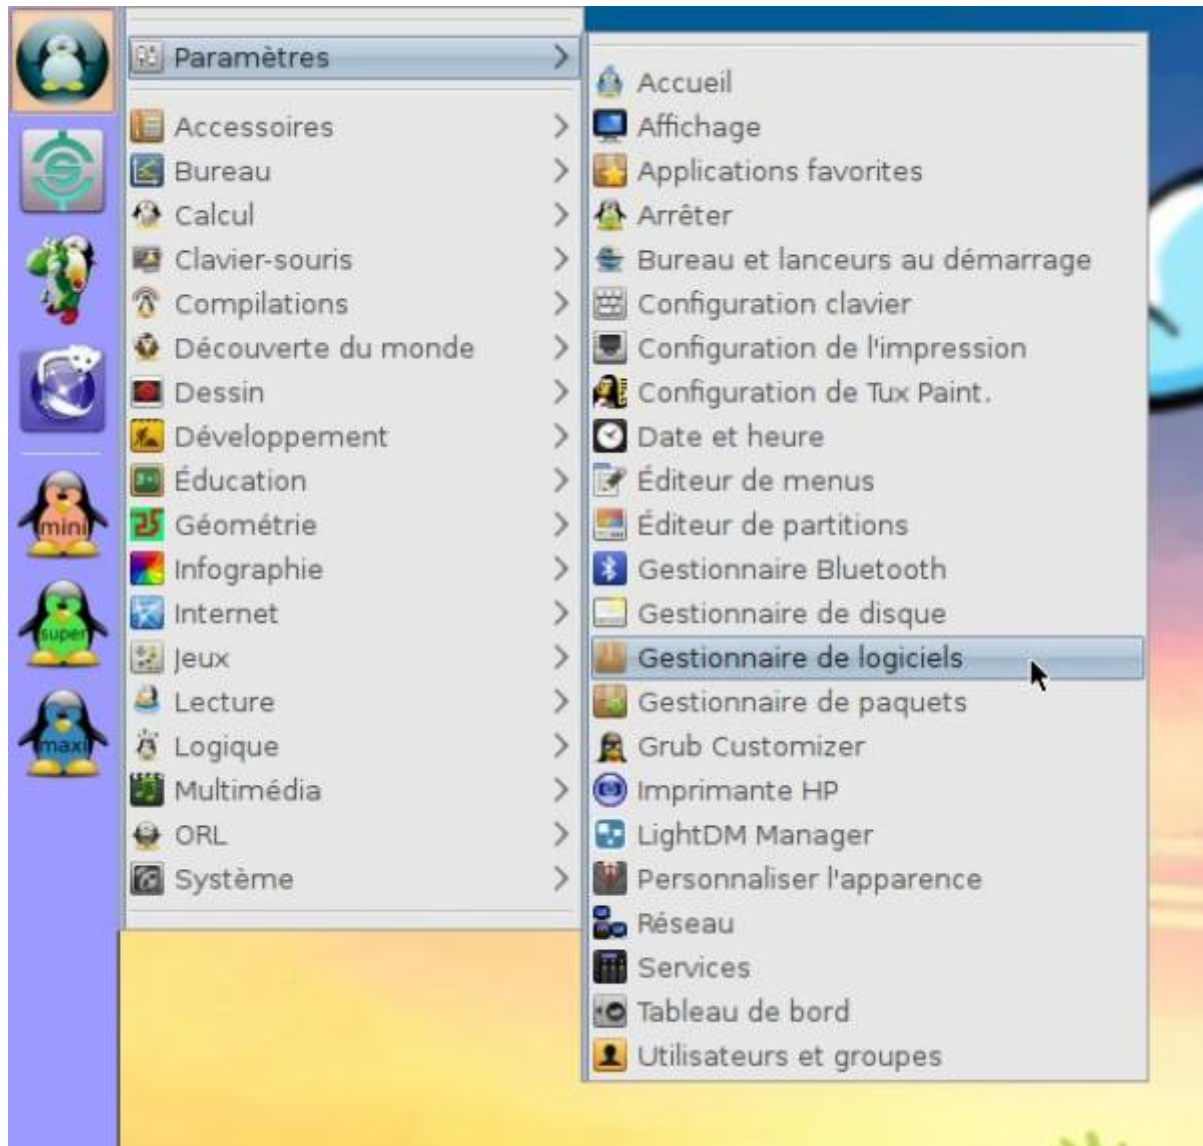 Paramètres
Accessoires
Bureau
Calcul
Clavier-souris
Compilations
Découverte du monde
Dessin
Développement
Éducation
Géométrie
Infographie
Internet
Jeux
Lecture
Logique
Multimédia
ORL
Système
Accueil
Affichage
Applications favorites
Arrêter
Bureau et lanceurs au démarrage
Configuration clavier
Configuration de l'impression
Configuration de Tux Paint.
Date et heure
Éditeur de menus
Éditeur de partitions
Gestionnaire Bluetooth
Gestionnaire de disque
Gestionnaire de logiciels
Gestionnaire de paquets
Grub Customizer
Imprimante HP
LightDM Manager
Personnaliser l'apparence
Réseau
Services
Tableau de bord
Utilisateurs et groupes
mini
super
maxi